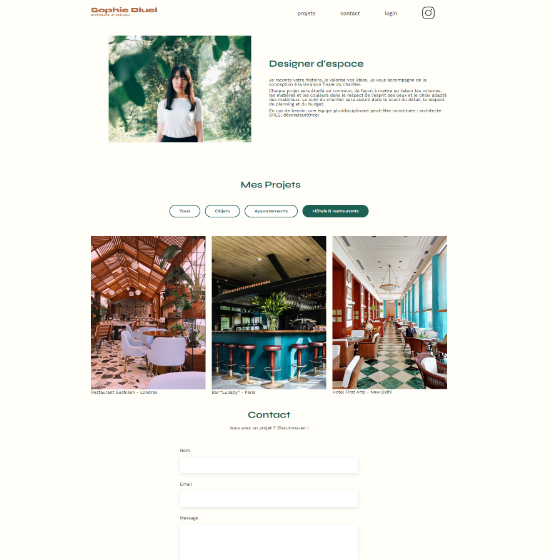 Sophie Bluel
projets
contact
login
Designer d'espace
Je raconte votre histoire, je valorise vos idées. Je vous accompagne de la
conception à la livraison finale du chantier.
Chaque projet sera étudié en commun, de façon à mettre en valeur les volumes,
les matières et les couleurs dans le respect de l'esprit des lieux et le choix adapté
des matériaux. Le suivi du chantier sera assuré dans le souci du détail, le respect
du planning et du budget.
En cas de besoin, une équipe pluridisciplinaire peut-être constituée : architecte
DPLG, décorateur(trice)
Mes Projets
Tous
Objets
Appartements
Hôtels & restaurants
Restaurant Sushisen - Londres
Bar "Lullaby" - Paris
Hotel First Arte - New Delhi
Contact
Vous avez un projet ? Discutons-en !
Nom
Email
Message